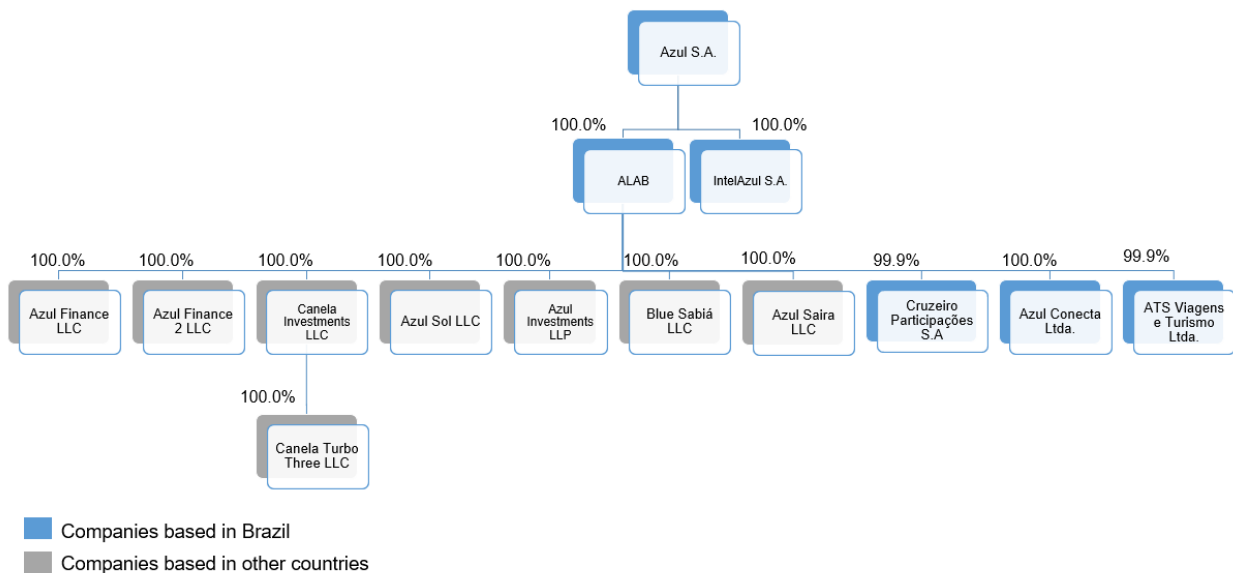 Azul S.A.
100.0%
100.0%
ALAB
IntelAzul S.A.
100.0%
100.0%
100.0%
100.0%
100.0%
100.0%
100.0%
99.9%
100.0%
99.9%
Azul Finance
LLC
Azul Finance
2 LLC
Canela
Investments
LLC
Azul Sol LLC
Azul
Investments
LLP
Blue Sabiá
LLC
Azul Saira
LLC
Cruzeiro
Participações
S.A
Azul Conecta
Ltda.
ATS Viagens
e Turismo
Ltda.
100.0%
Canela Turbo
Three LLC
Companies based in Brazil
Companies based in other countries